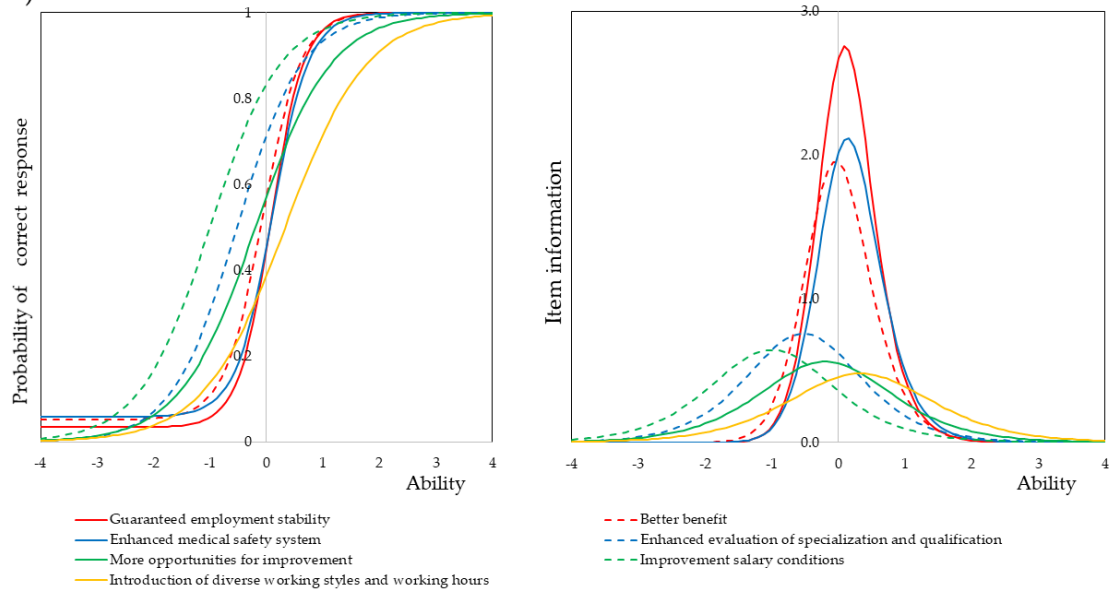 )
Probability of correct response
1
0.8
0.6
0.4
0.2
0
-4 -3 -2 -1 0 1 2 3 4
Ability
Item information
3.0
2.0
1.0
0.0
-4 -3 -2 -1 0 1 2 3 4
Ability
Guaranteed employment stability
Enhanced medical safety system
More opportunities for improvement
Introduction of diverse working styles and working hours
Better benefit
Enhanced evaluation of specialization and qualification
Improvement salary conditions